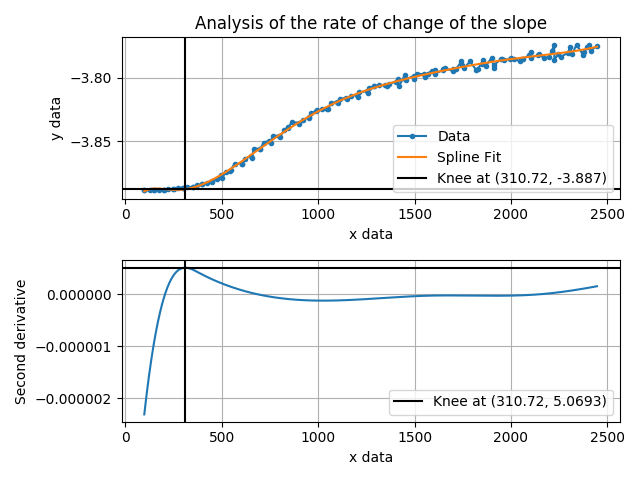 Analysis of the rate of change of the slope
y data
−3.80
−3.85
Data
Spline Fit
Knee at (310.72, -3.887)
0
500
1000
1500
2000
2500
x data
Second derivative
0.000000
−0.000001
−0.000002
Knee at (310.72, 5.0693)
0
500
1000
1500
2000
2500
x data